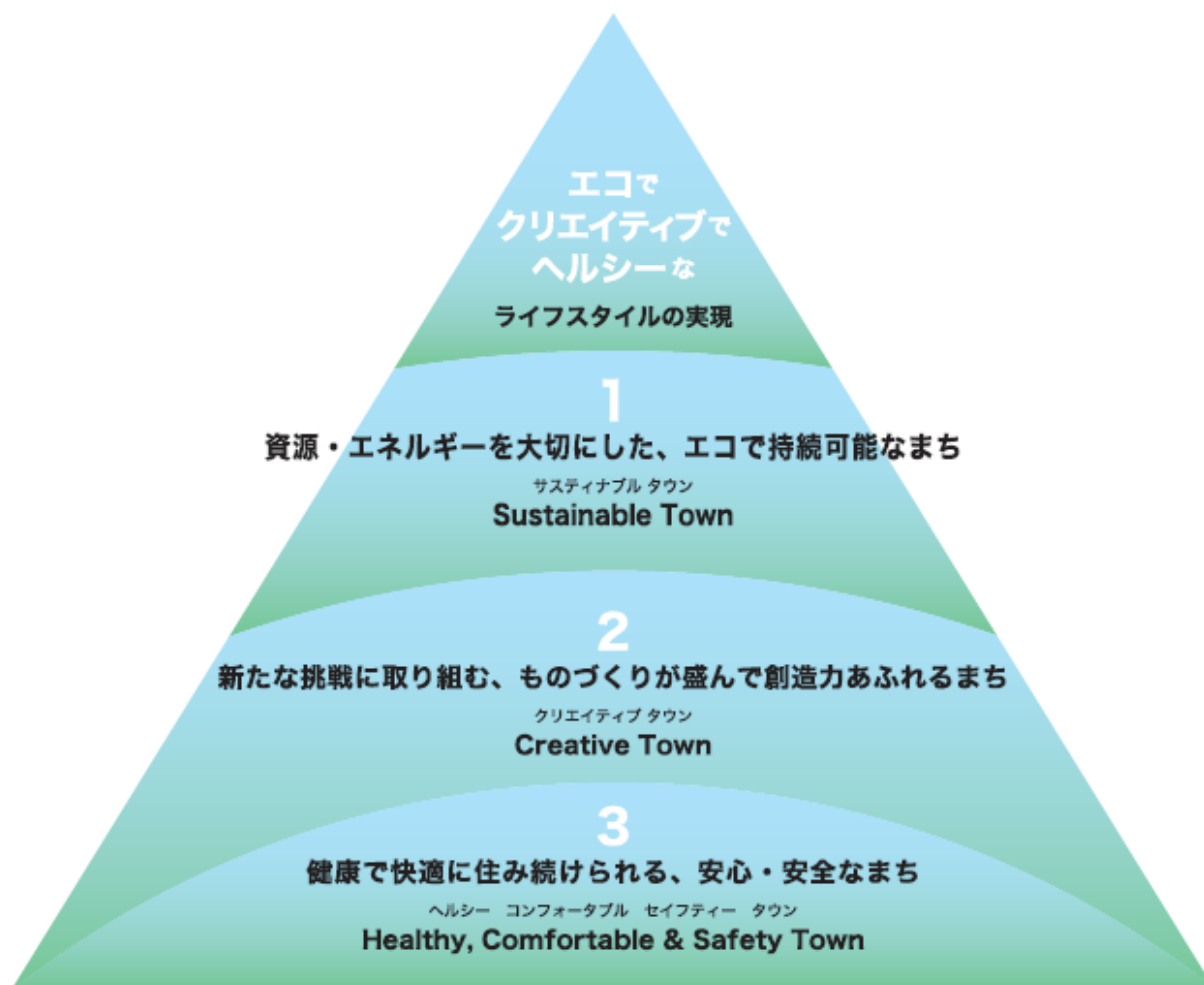 エコで
クリエイティブで
ヘルシーな
ライフスタイルの実現
1
資源・エネルギーを大切にした、エコで持続可能なまち
サスティナブル タウン
Sustainable Town
2
新たな挑戦に取り組む、ものづくりが盛んで創造力あふれるまち
クリエイティブ タウン
Creative Town
3
健康で快適に住み続けられる、安心・安全なまち
ヘルシー コンフォータブル セイフティー タウン
Healthy, Comfortable & Safety Town